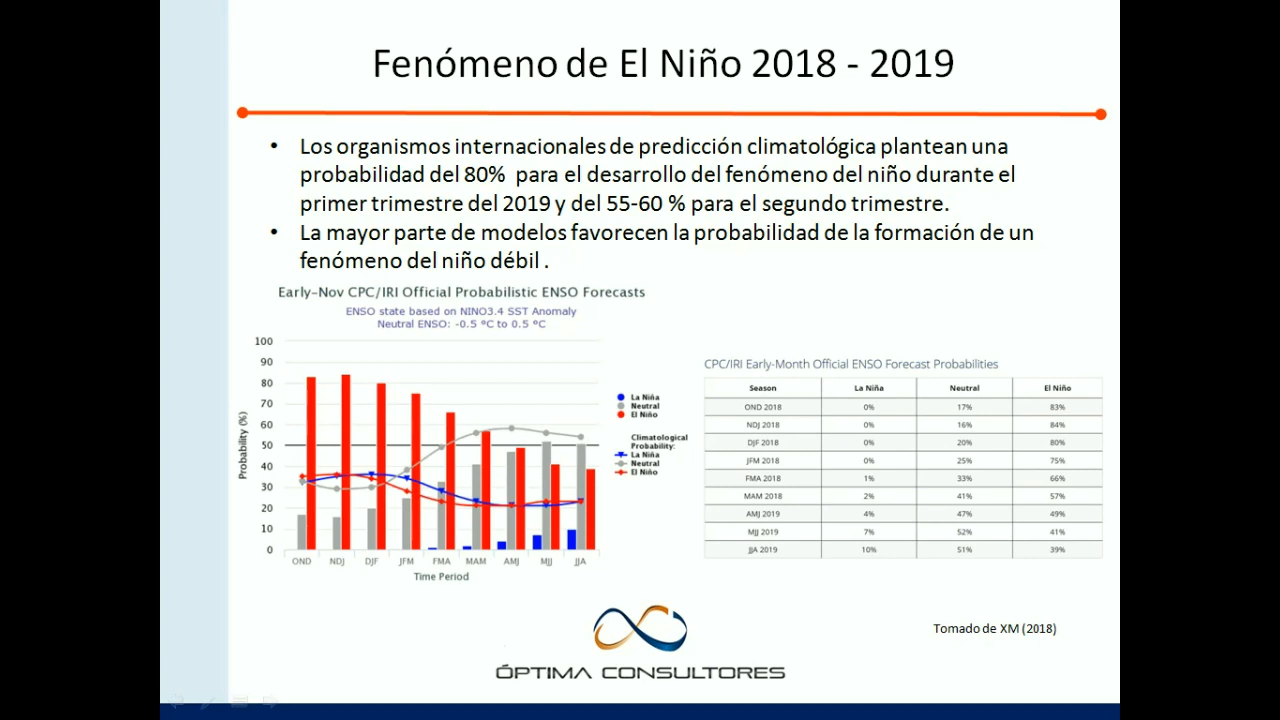 Fenómeno de El Niño 2018 - 2019
• Los organismos internacionales de predicción climatológica plantean una
probabilidad del 80% para el desarrollo del fenómeno del niño durante el
primer trimestre del 2019 y del 55-60 % para el segundo trimestre.
• La mayor parte de modelos favorecen la probabilidad de la formación de un
fenómeno del niño débil .
Early-Nov CPC/IRI Official Probabilistic ENSO Forecasts
ENSO state based on NINO3.4 SST Anomaly
Neutral ENSO: -0.5 ºC to 0.5 ºC
100
90
80
70
60
50
40
30
20
10
0
Probability (%)
OND NDJ DJF JFM FMA MAM AMJ MJJ JJA
Time Period
La Niña
Neutral
El Niño
Climatological
Probability:
La Niña
Neutral
El Niño
CPC/IRI Early-Month Official ENSO Forecast Probabilities
Season La Niña Neutral El Niño
OND 2018 0% 17% 83%
NDJ 2018 0% 16% 84%
DJF 2018 0% 20% 80%
JFM 2018 0% 25% 75%
FMA 2018 1% 33% 66%
MAM 2018 2% 41% 57%
AMJ 2019 4% 47% 49%
MJJ 2019 7% 52% 41%
JJA 2019 10% 51% 39%
Tomado de XM (2018)
ÓPTIMA CONSULTORES